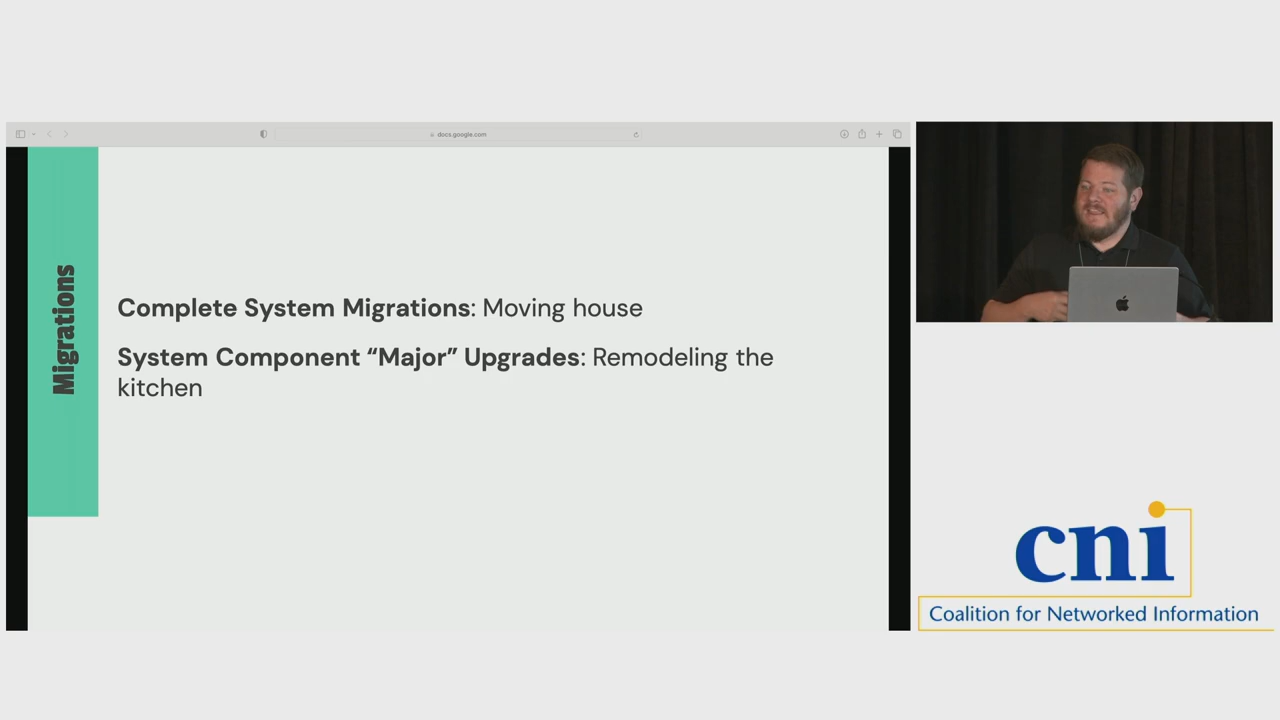 docs.google.com
Migrations
Complete System Migrations: Moving house
System Component “Major” Upgrades: Remodeling the
kitchen
cni
Coalition for Networked Information